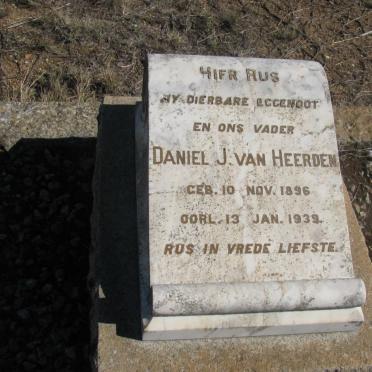 HIER RUS
MY DIERBARE EGGENOOT
EN ONS VADER
DANIEL J. VAN HEERDEN
GEB. 10 NOV. 1896
OORL. 13 JAN. 1939.
RUS IN VREDE LIEFSTE.